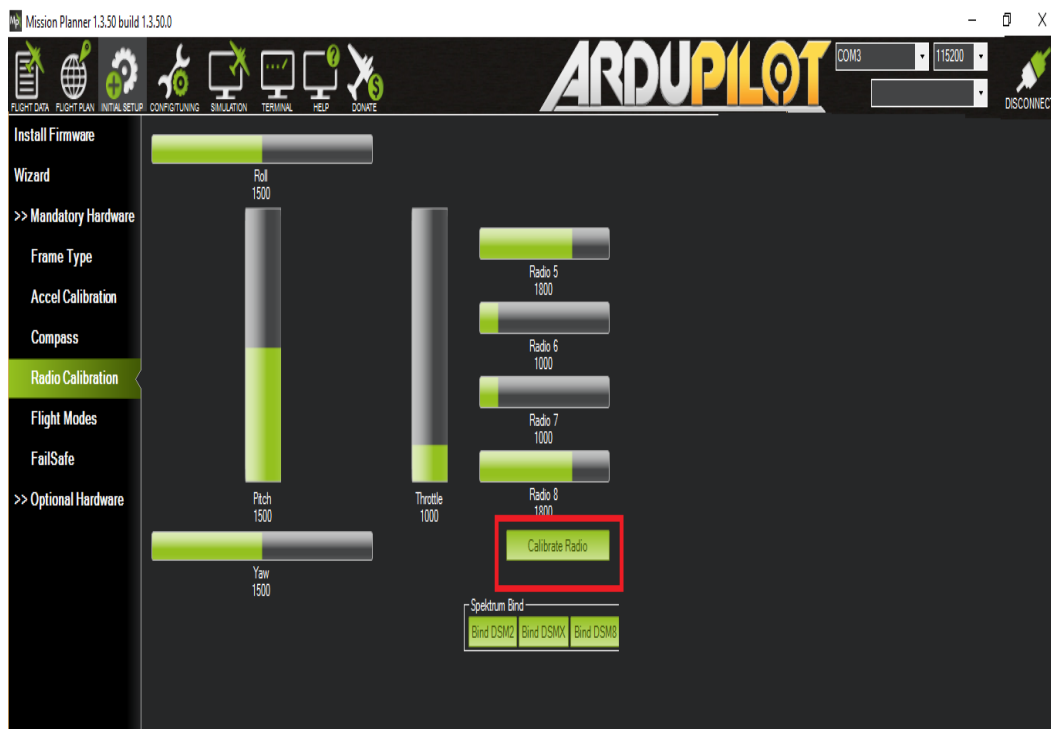 Mp Mission Planner 1.3.50 build 1.3.50.0
FLIGHT DATA FLIGHT PLAN INITIAL SETUP CONFIG/TUNING SIMULATION TERMINAL HELP DONATE
ARDUPILOT
COM3 115200
DISCONNECT
Install Firmware
Wizard
>> Mandatory Hardware
Frame Type
Accel Calibration
Compass
Radio Calibration
Flight Modes
FailSafe
>> Optional Hardware
Roll
1500
Pitch
1500
Throttle
1000
Yaw
1500
Radio 5
1800
Radio 6
1000
Radio 7
1000
Radio 8
1800
Calibrate Radio
Spektrum Bind
Bind DSM2 Bind DSMX Bind DSM8